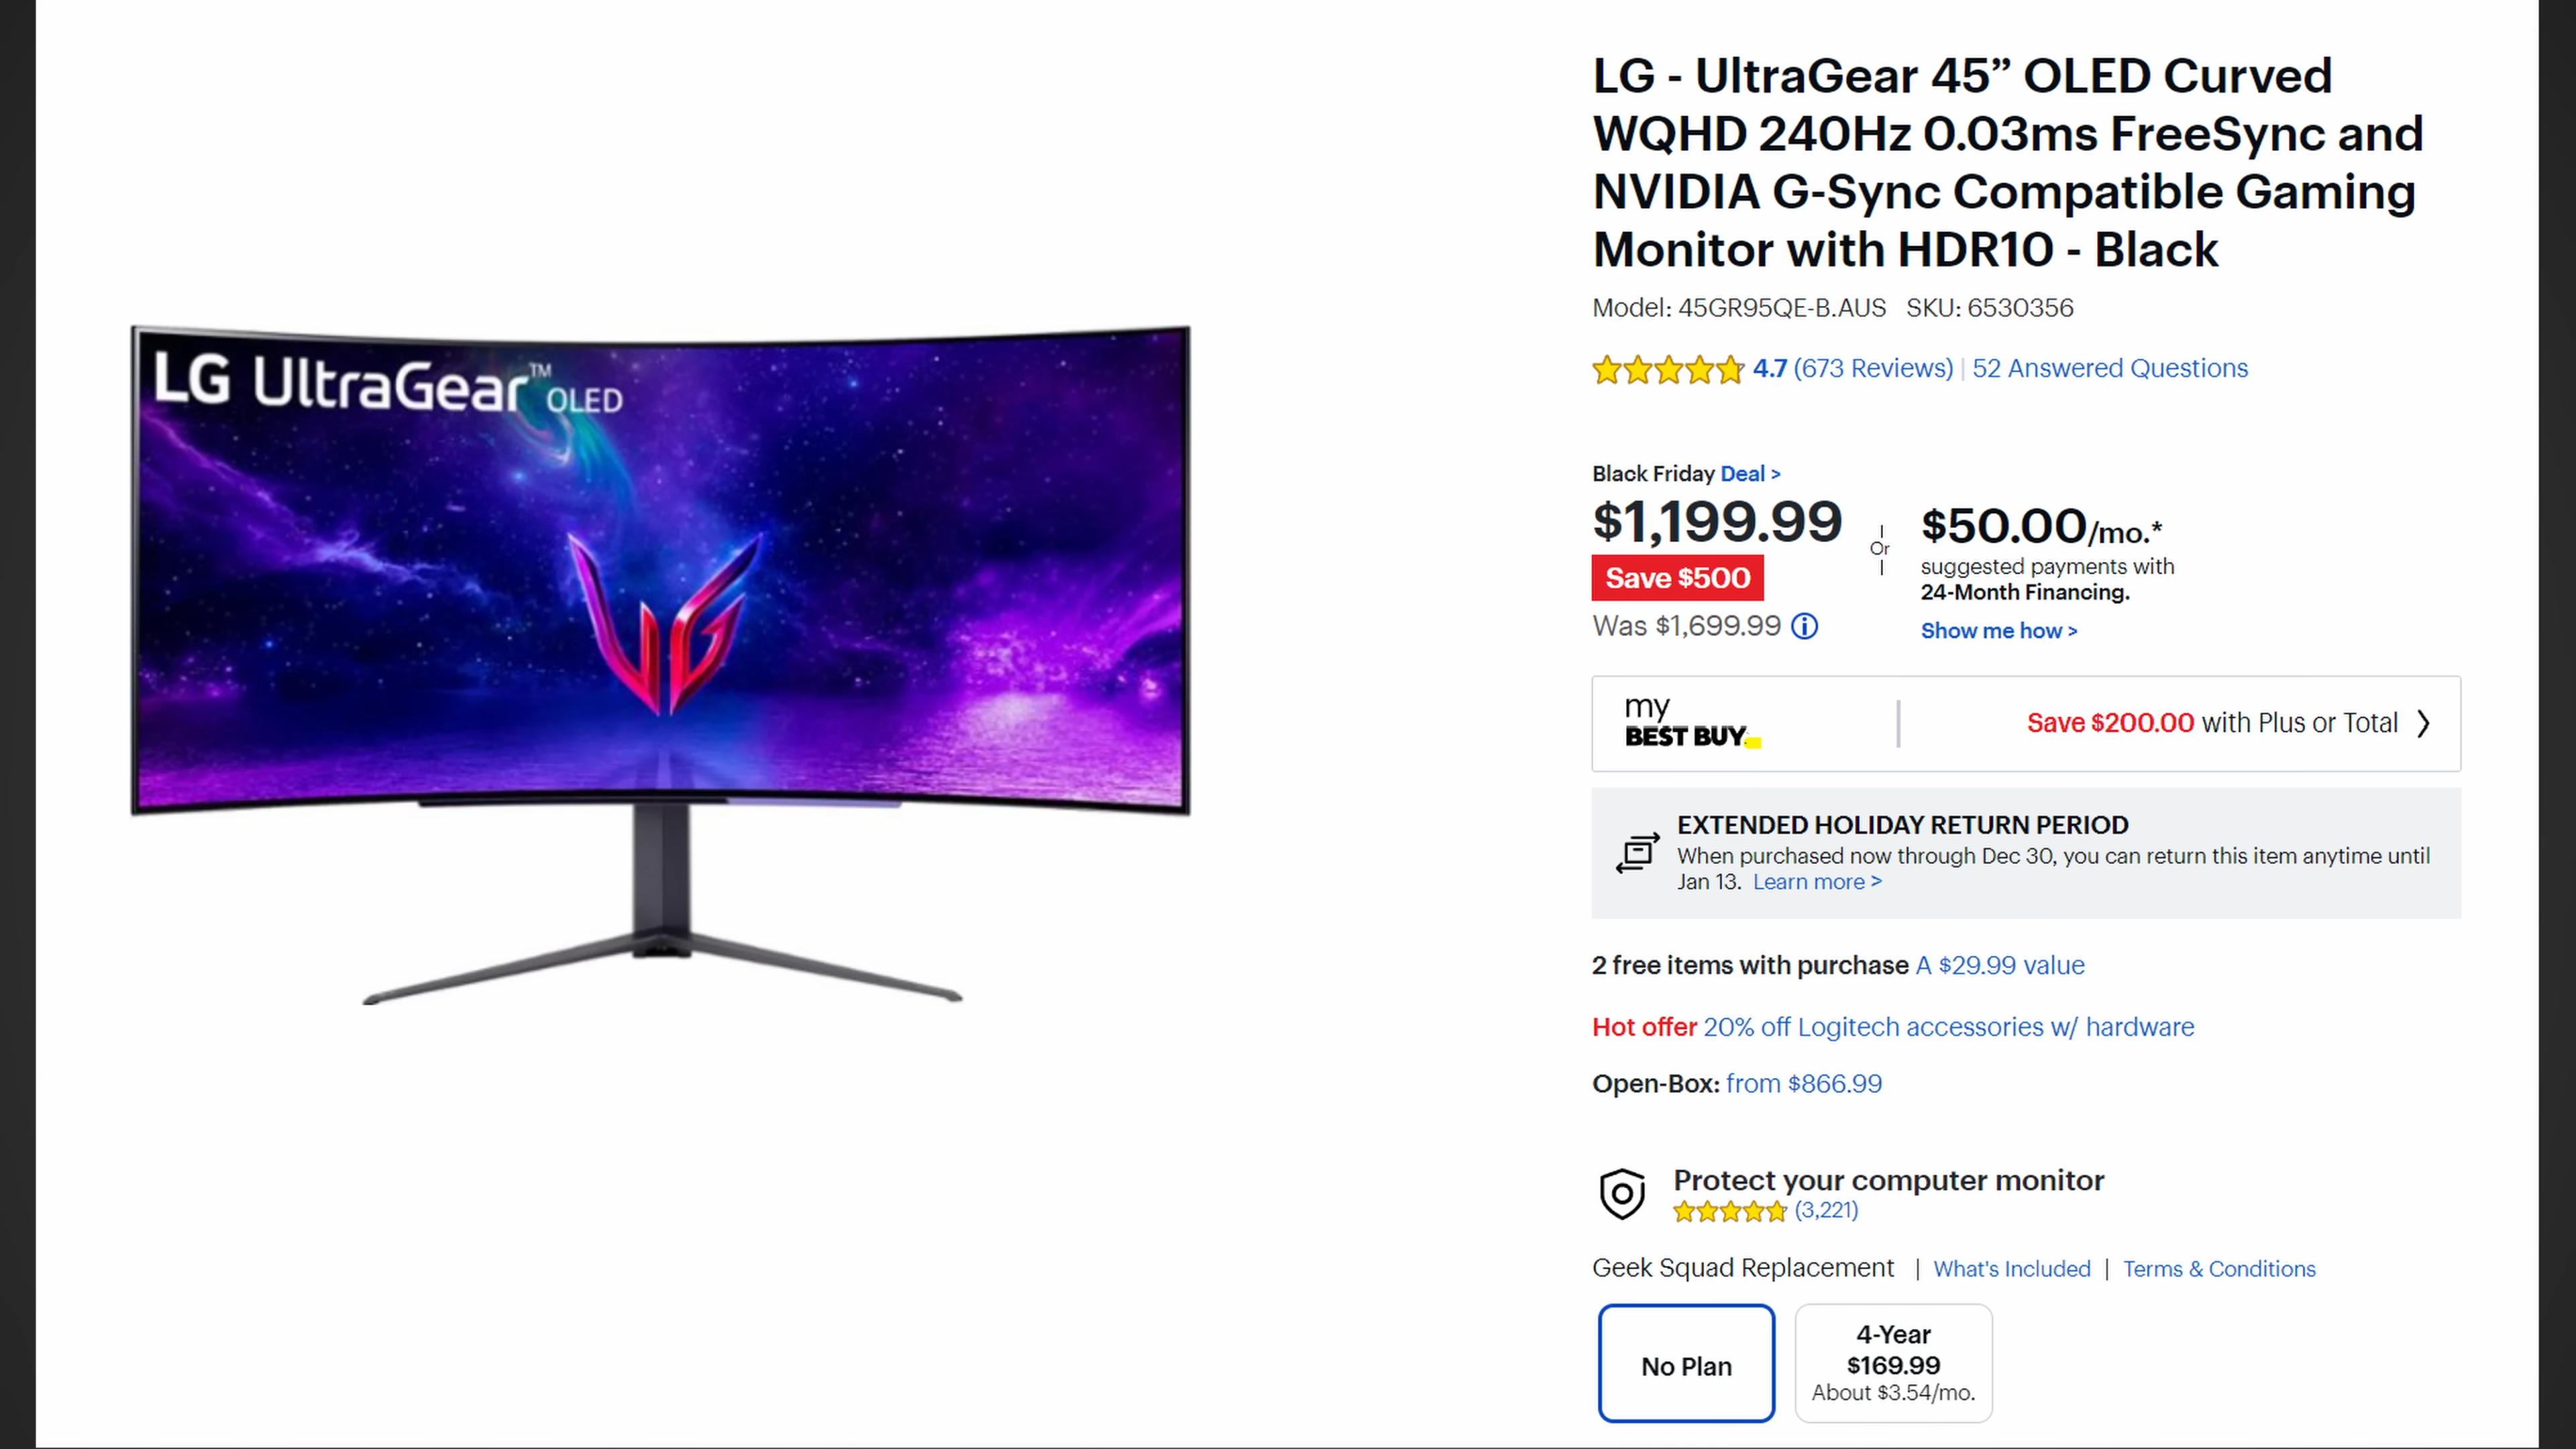 LG UltraGear™ OLED
LG - UltraGear 45” OLED Curved
WQHD 240Hz 0.03ms FreeSync and
NVIDIA G-Sync Compatible Gaming
Monitor with HDR10 - Black
Model: 45GR95QE-B.AUS SKU: 6530356
4.7 (673 Reviews) | 52 Answered Questions
Black Friday Deal >
$1,199.99
Save $500
Was $1,699.99
Or
$50.00/mo.*
suggested payments with
24-Month Financing.
Show me how >
my
BEST BUY
Save $200.00 with Plus or Total
EXTENDED HOLIDAY RETURN PERIOD
When purchased now through Dec 30, you can return this item anytime until
Jan 13. Learn more >
2 free items with purchase A $29.99 value
Hot offer 20% off Logitech accessories w/ hardware
Open-Box: from $866.99
Protect your computer monitor
(3,221)
Geek Squad Replacement | What's Included | Terms & Conditions
No Plan
4-Year
$169.99
About $3.54/mo.